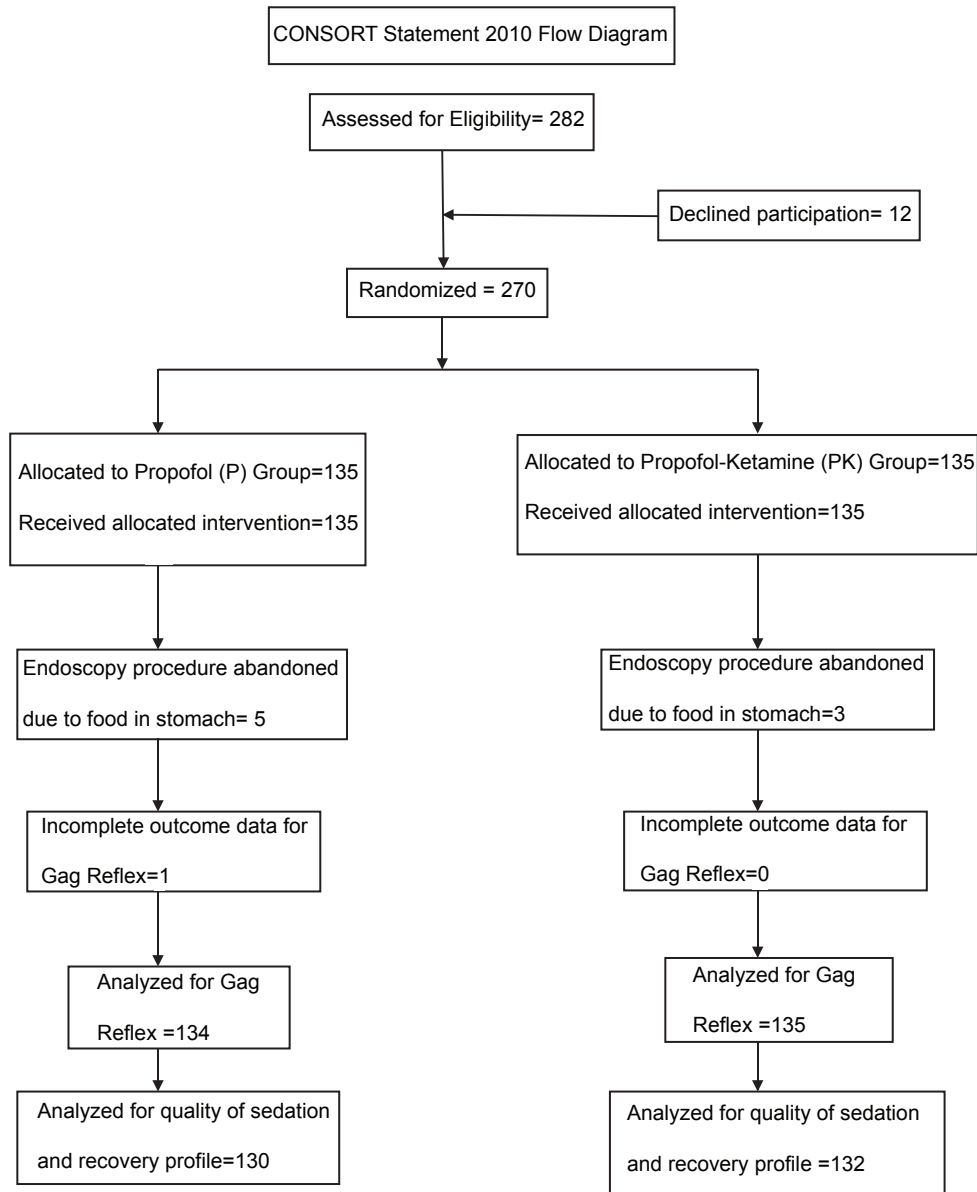 CONSORT Statement 2010 Flow Diagram
Assessed for Eligibility= 282
Declined participation= 12
Randomized = 270
Allocated to Propofol (P) Group=135
Received allocated intervention=135
Allocated to Propofol-Ketamine (PK) Group=135
Received allocated intervention=135
Endoscopy procedure abandoned
due to food in stomach= 5
Endoscopy procedure abandoned
due to food in stomach=3
Incomplete outcome data for
Gag Reflex=1
Incomplete outcome data for
Gag Reflex=0
Analyzed for Gag
Reflex =134
Analyzed for Gag
Reflex =135
Analyzed for quality of sedation
and recovery profile=130
Analyzed for quality of sedation
and recovery profile =132